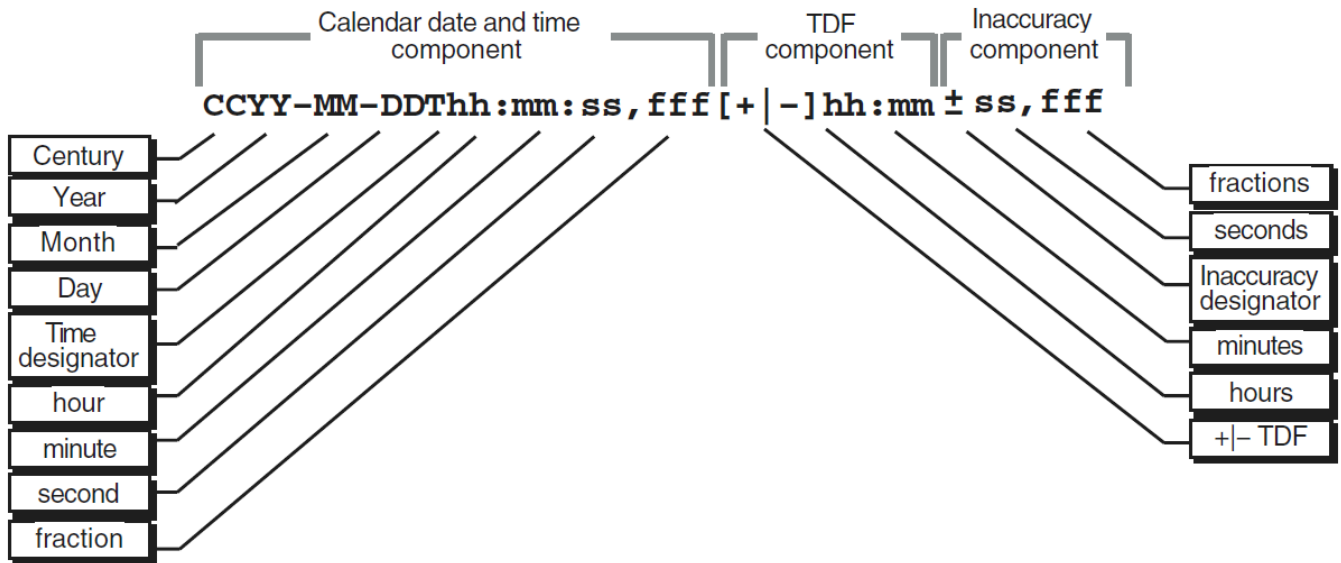 Calendar date and time
component
TDF
component
Inaccuracy
component
CCYY-MM-DDThh:mm:ss,fff[+|-]hh:mm±ss,fff
Century
Year
Month
Day
Time
designator
hour
minute
second
fraction
fractions
seconds
Inaccuracy
designator
minutes
hours
+|– TDF